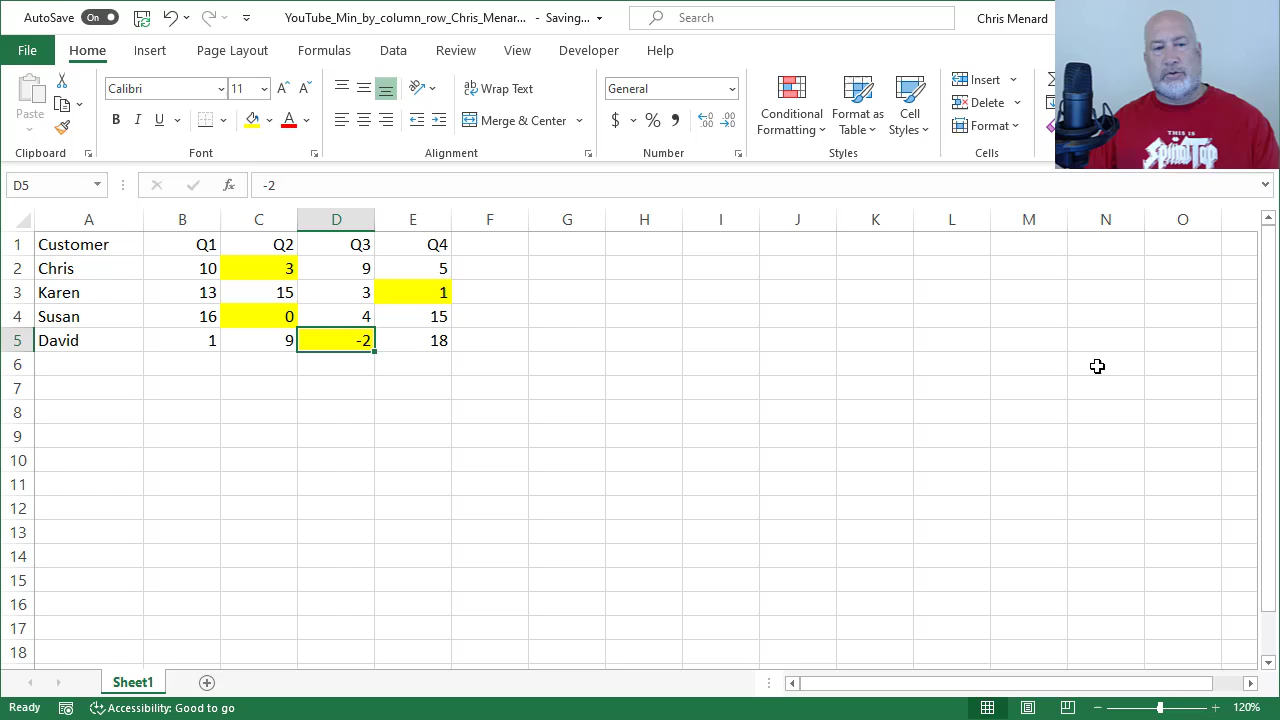 AutoSave On YouTube_Min_by_column_row_Chris_Menar... - Saving... Search Chris Menard
File Home Insert Page Layout Formulas Data Review View Developer Help
Paste
Calibri 11
B I U A
Wrap Text
Merge & Center
General
$ % ,
Conditional Formatting
Format as Table
Cell Styles
Insert
Delete
Format
Clipboard Font Alignment Number Styles Cells
THIS IS
SpiNal Tap
D5 fx -2
A B C D E F G H I J K L M N O
1 Customer Q1 Q2 Q3 Q4
2 Chris 10 3 9 5
3 Karen 13 15 3 1
4 Susan 16 0 4 15
5 David 1 9 -2 18
6
7
8
9
10
11
12
13
14
15
16
17
18
Sheet1
Ready Accessibility: Good to go 120%